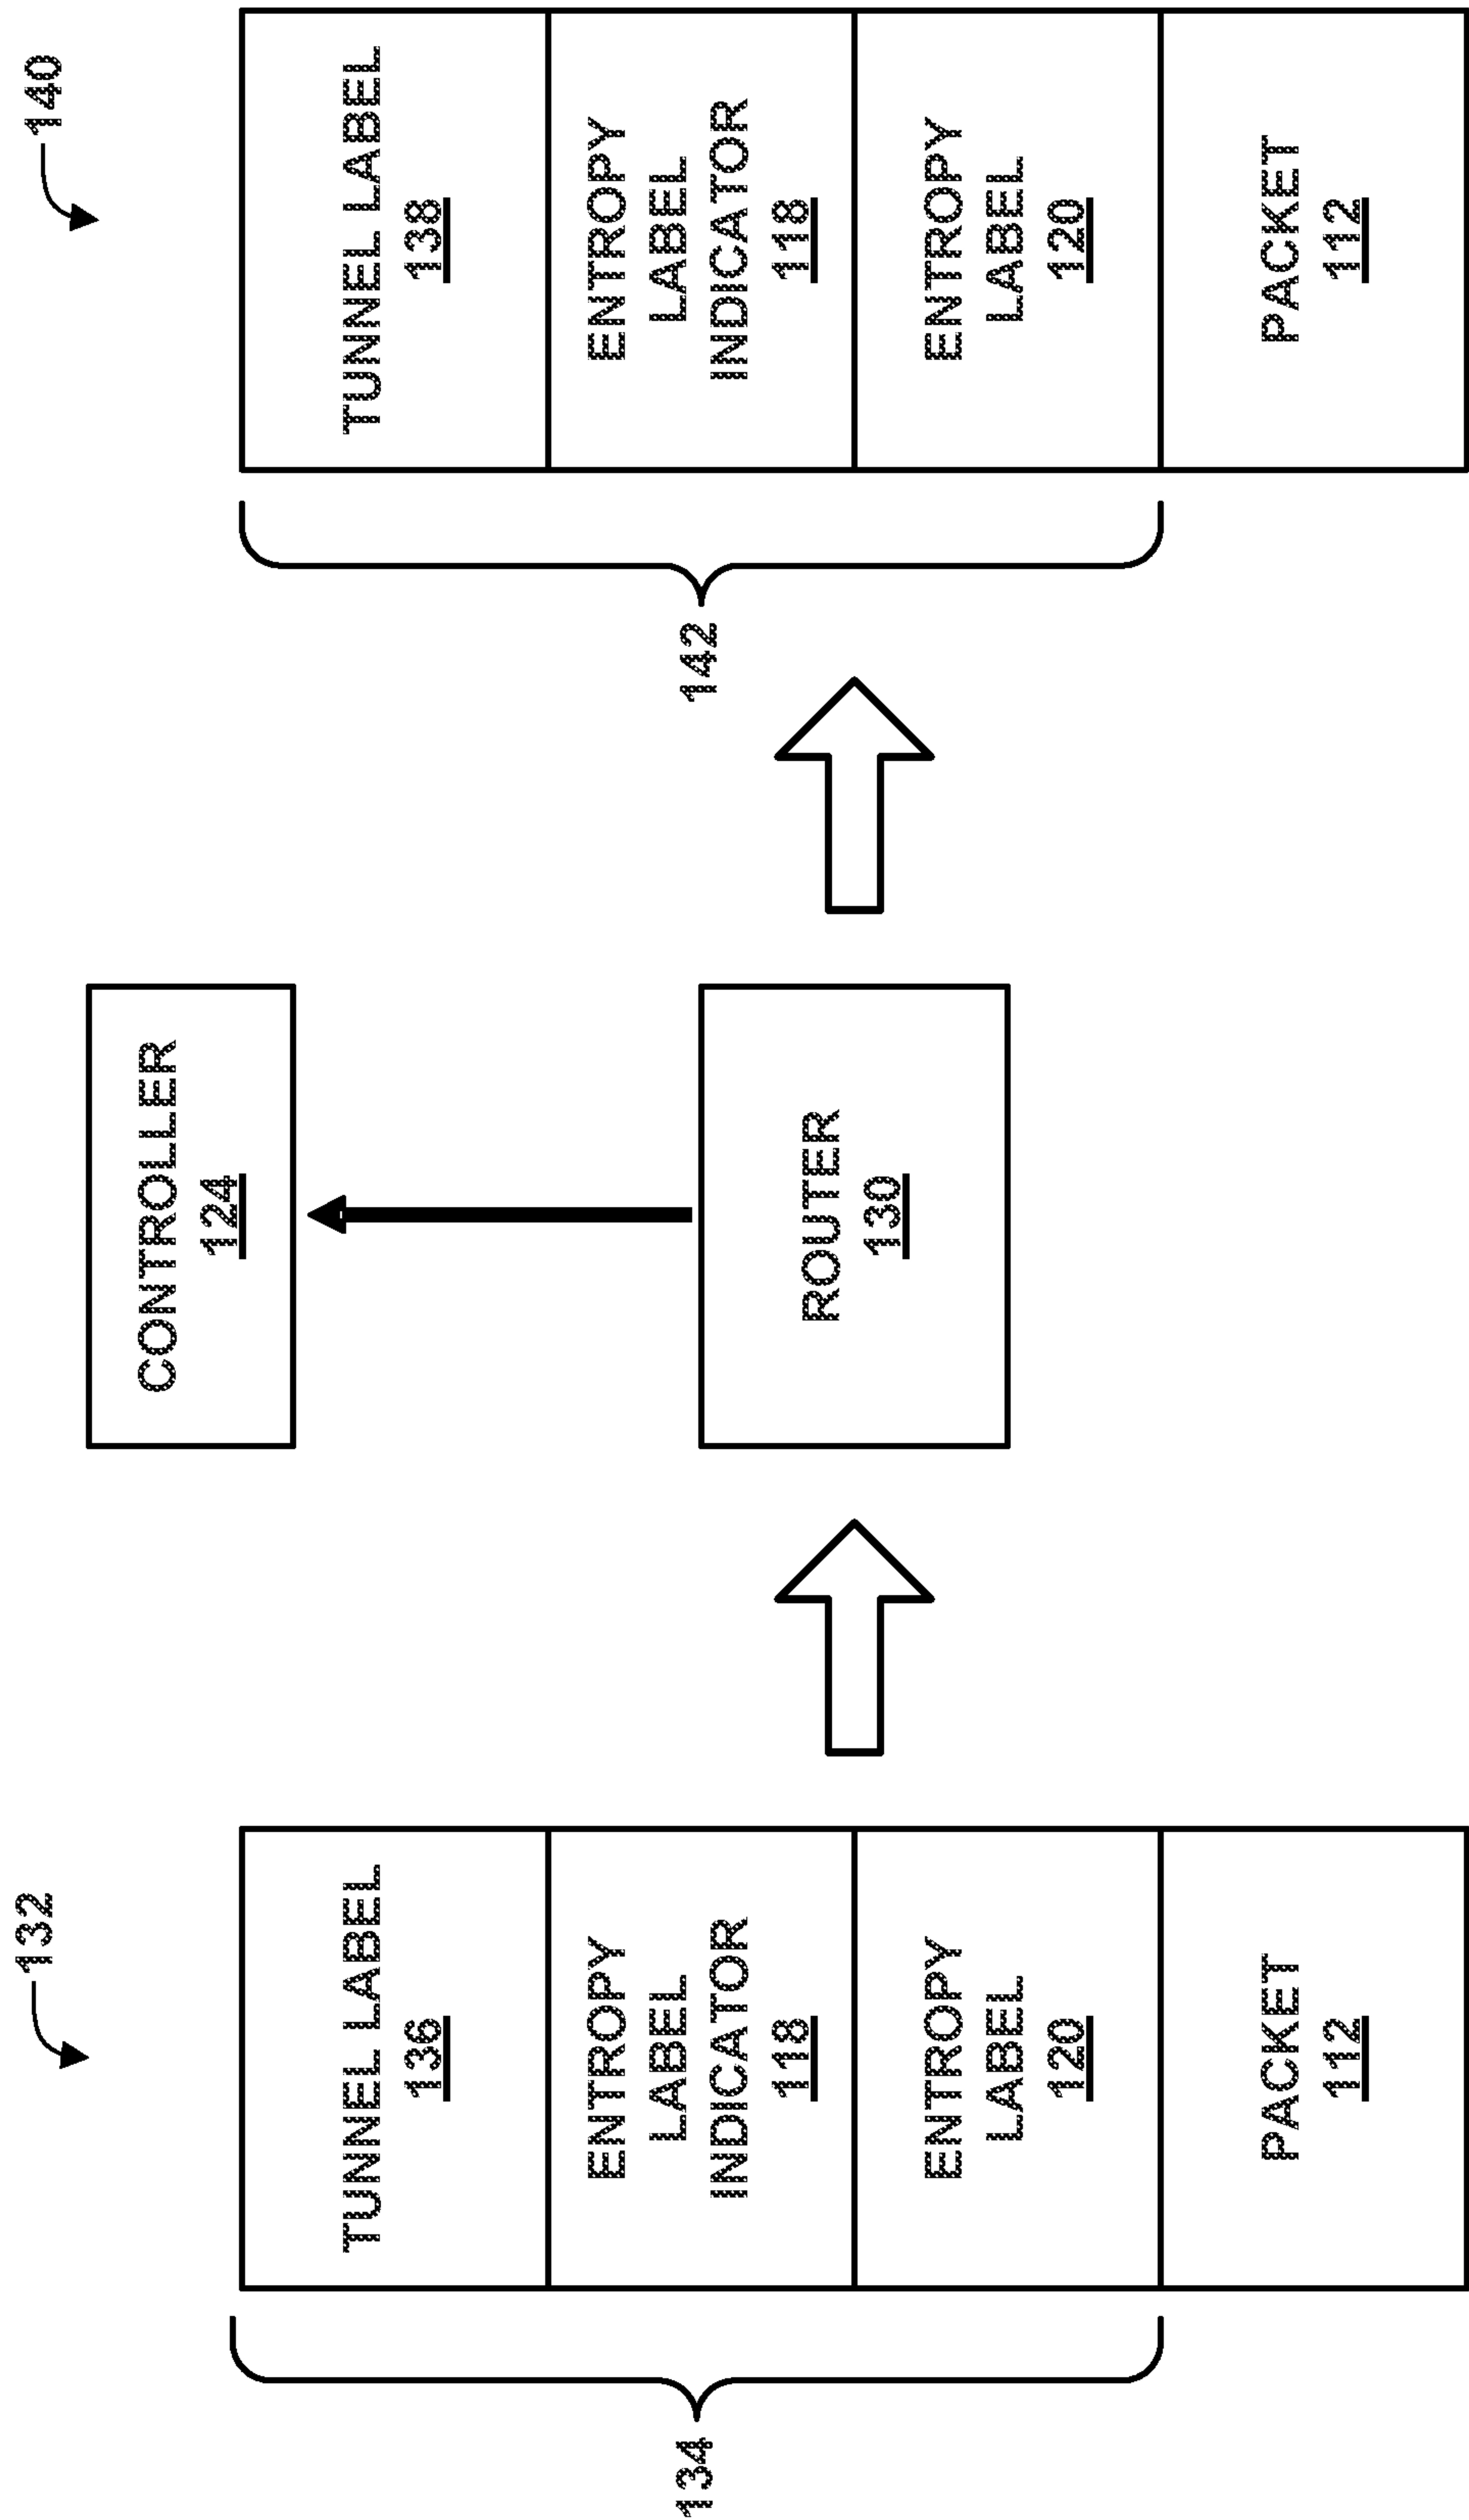 132
134
TUNNEL LABEL
136
ENTROPY
LABEL
INDICATOR
118
ENTROPY
LABEL
120
PACKET
112
CONTROLLER
124
ROUTER
130
140
142
TUNNEL LABEL
138
ENTROPY
LABEL
INDICATOR
118
ENTROPY
LABEL
120
PACKET
112